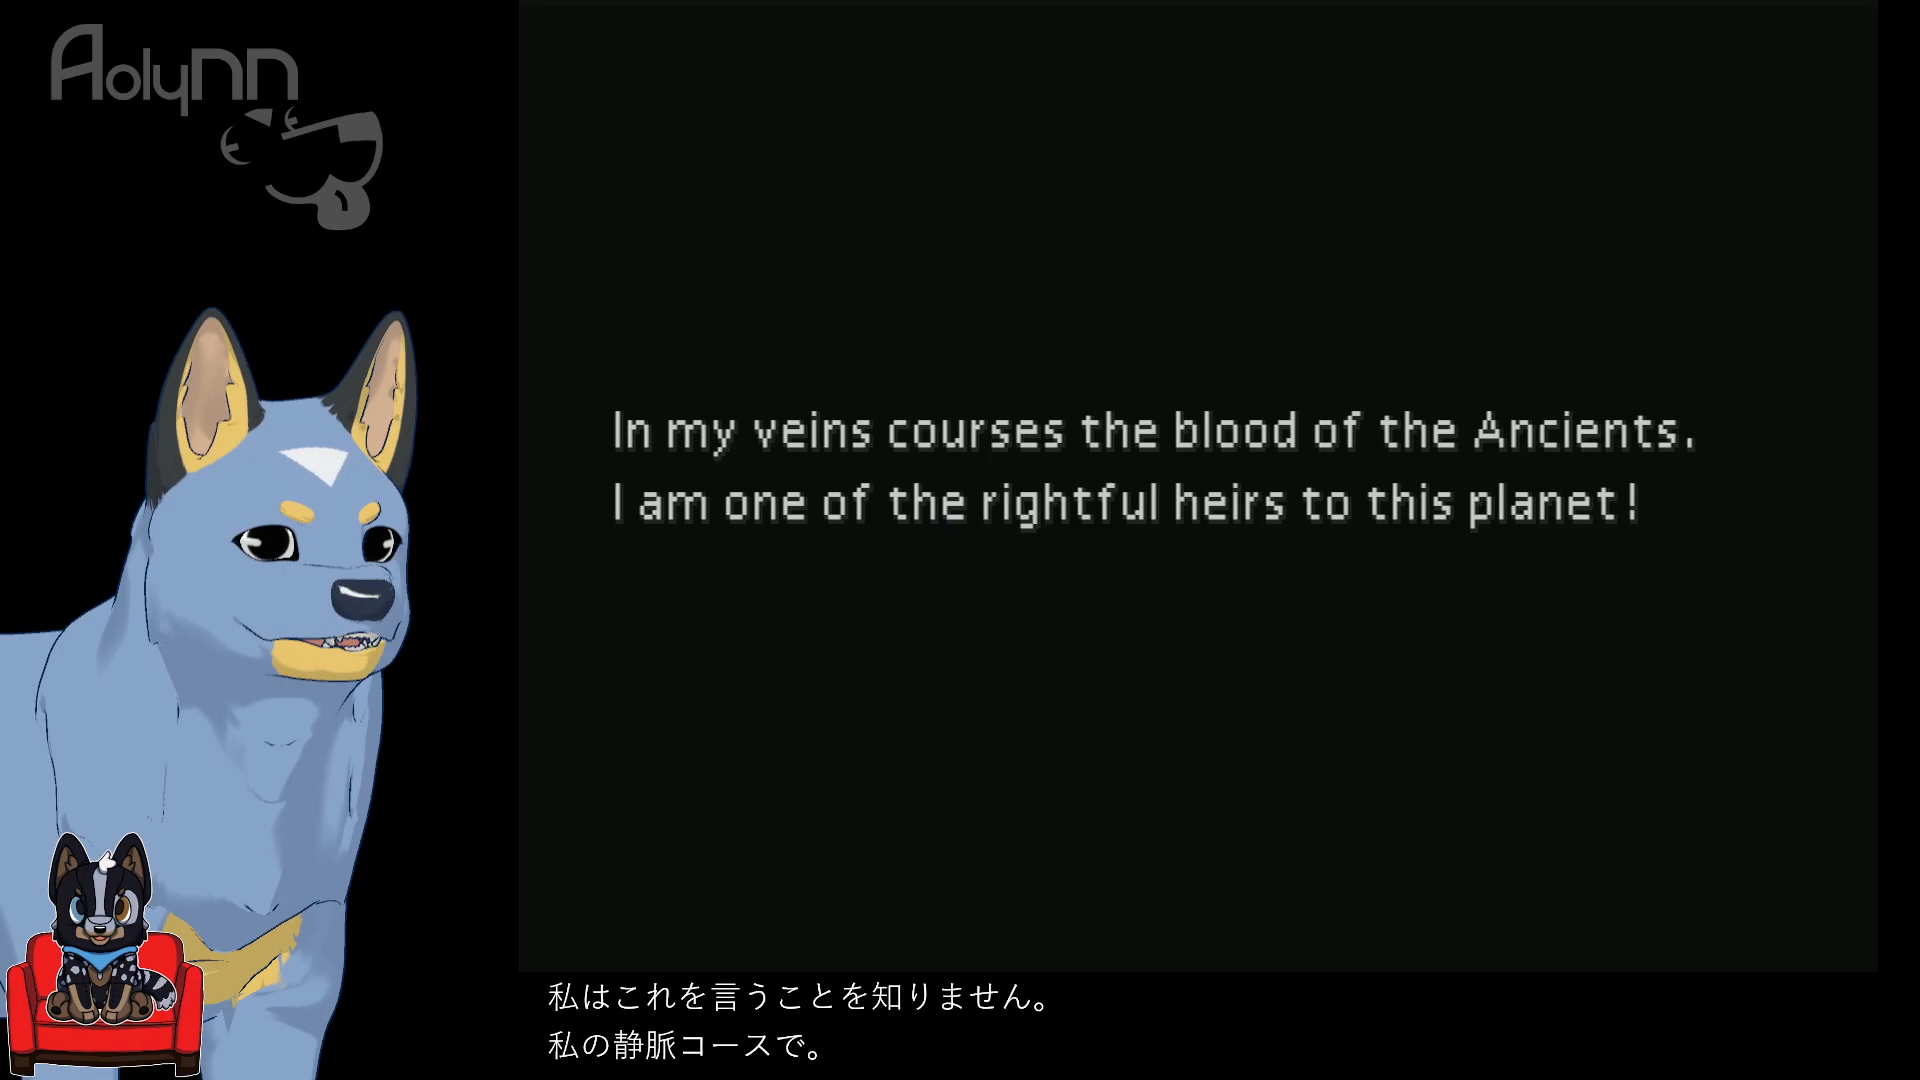 Aolynn
In my veins courses the blood of the Ancients.
I am one of the rightful heirs to this planet!
私はこれを言うことを知りません。
私の静脈コースで。